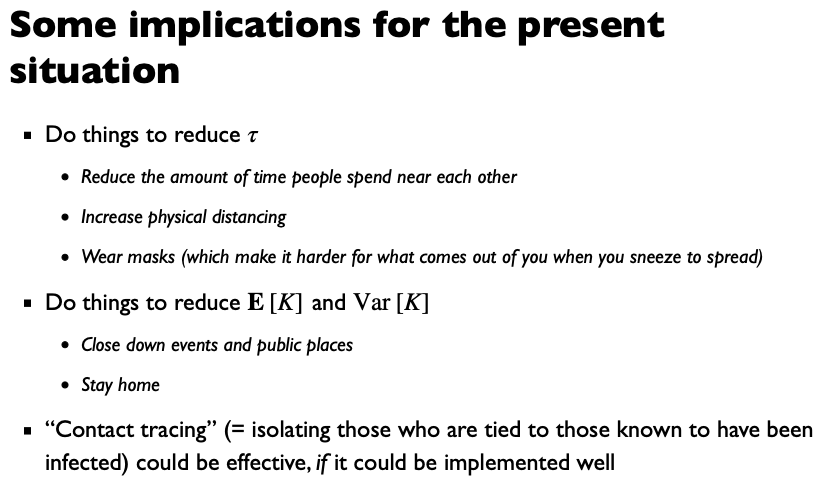 Some implications for the present
situation
▪ Do things to reduce τ
• Reduce the amount of time people spend near each other
• Increase physical distancing
• Wear masks (which make it harder for what comes out of you when you sneeze to spread)
▪ Do things to reduce E [K] and Var [K]
• Close down events and public places
• Stay home
▪ “Contact tracing” (= isolating those who are tied to those known to have been
infected) could be effective, if it could be implemented well